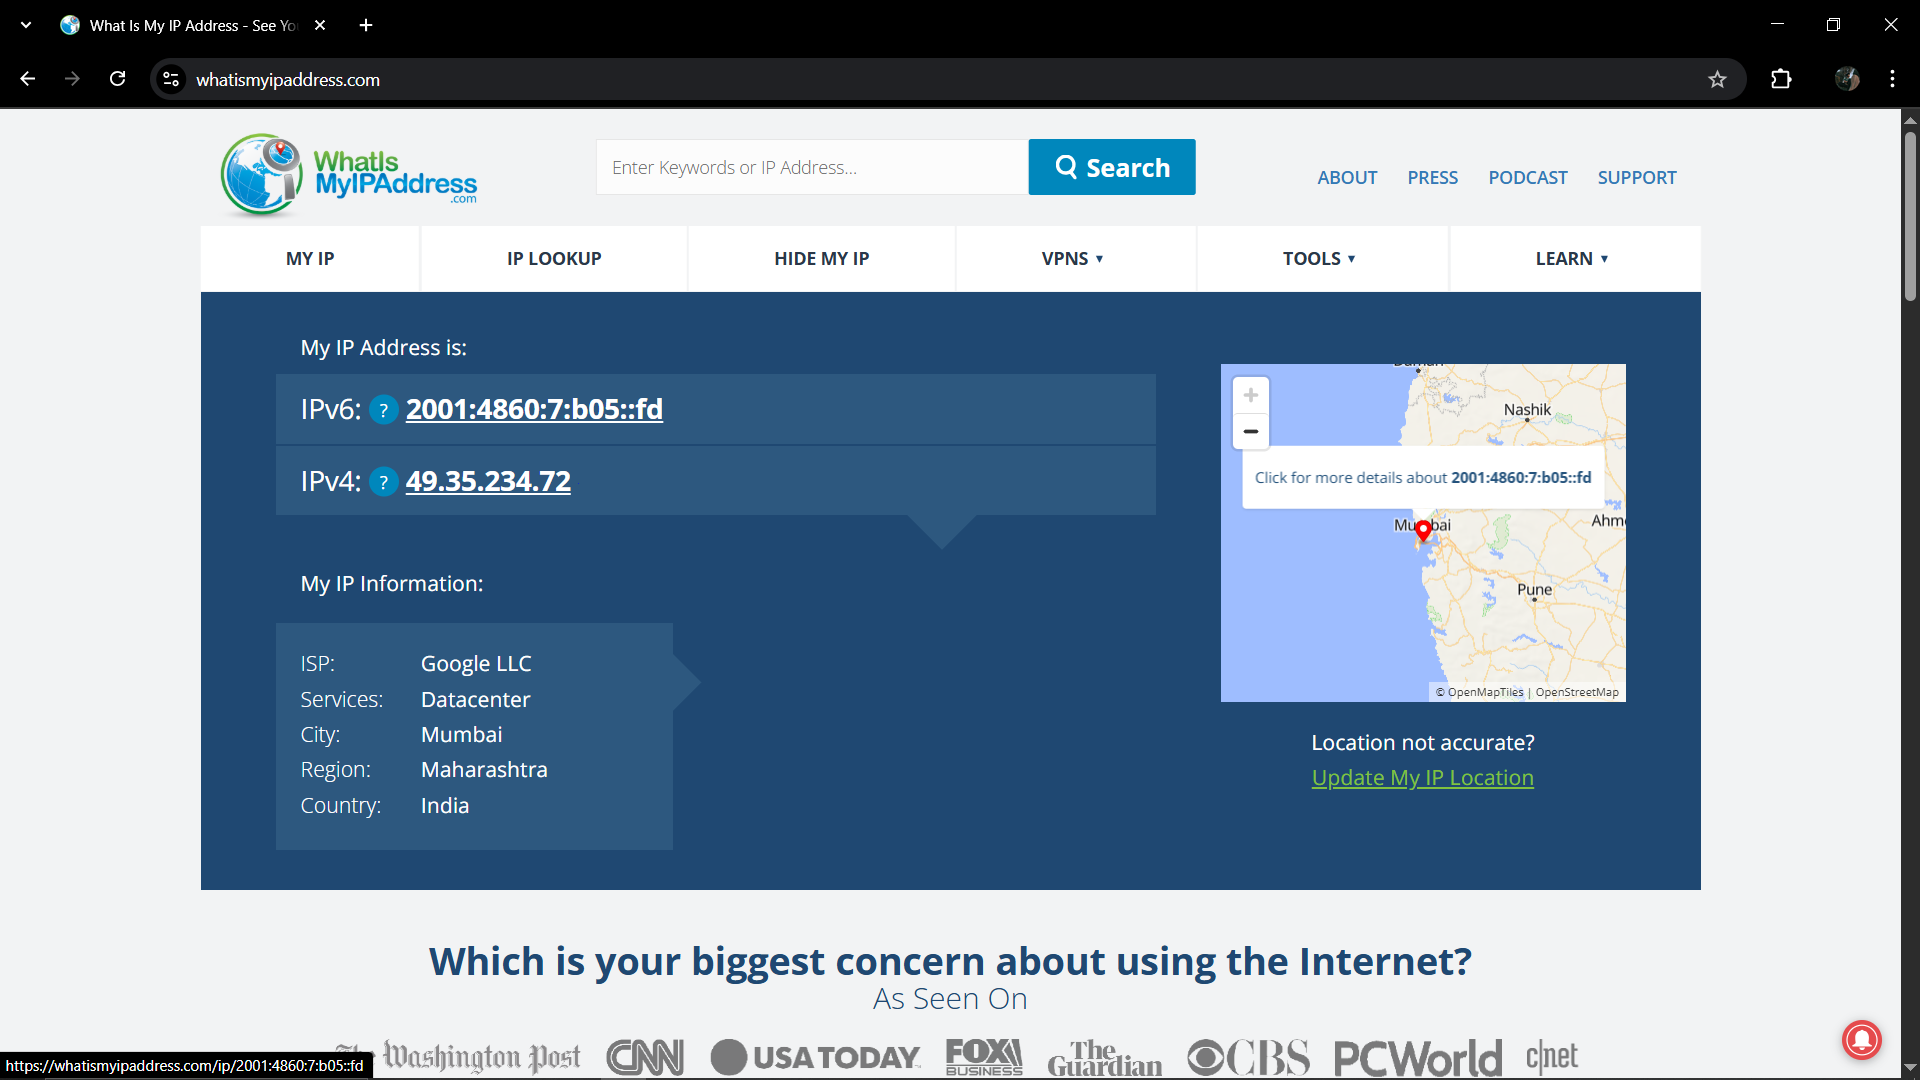 What Is My IP Address - See Yo
whatismyipaddress.com
WhatIs
MyIPAddress
.com
Enter Keywords or IP Address...
Search
ABOUT
PRESS
PODCAST
SUPPORT
MY IP
IP LOOKUP
HIDE MY IP
VPNS ▼
TOOLS ▼
LEARN ▼
My IP Address is:
IPv6: ? 2001:4860:7:b05::fd
IPv4: ? 49.35.234.72
My IP Information:
ISP: Google LLC
Services: Datacenter
City: Mumbai
Region: Maharashtra
Country: India
+
−
Nashik
Click for more details about 2001:4860:7:b05::fd
Mumbai
Ahm
Pune
© OpenMapTiles | OpenStreetMap
Location not accurate?
Update My IP Location
Which is your biggest concern about using the Internet?
As Seen On
The Washington Post
CNN
USA TODAY
FOX
BUSINESS
The
Guardian
CBS
PCWorld
c|net
https://whatismyipaddress.com/ip/2001:4860:7:b05::fd